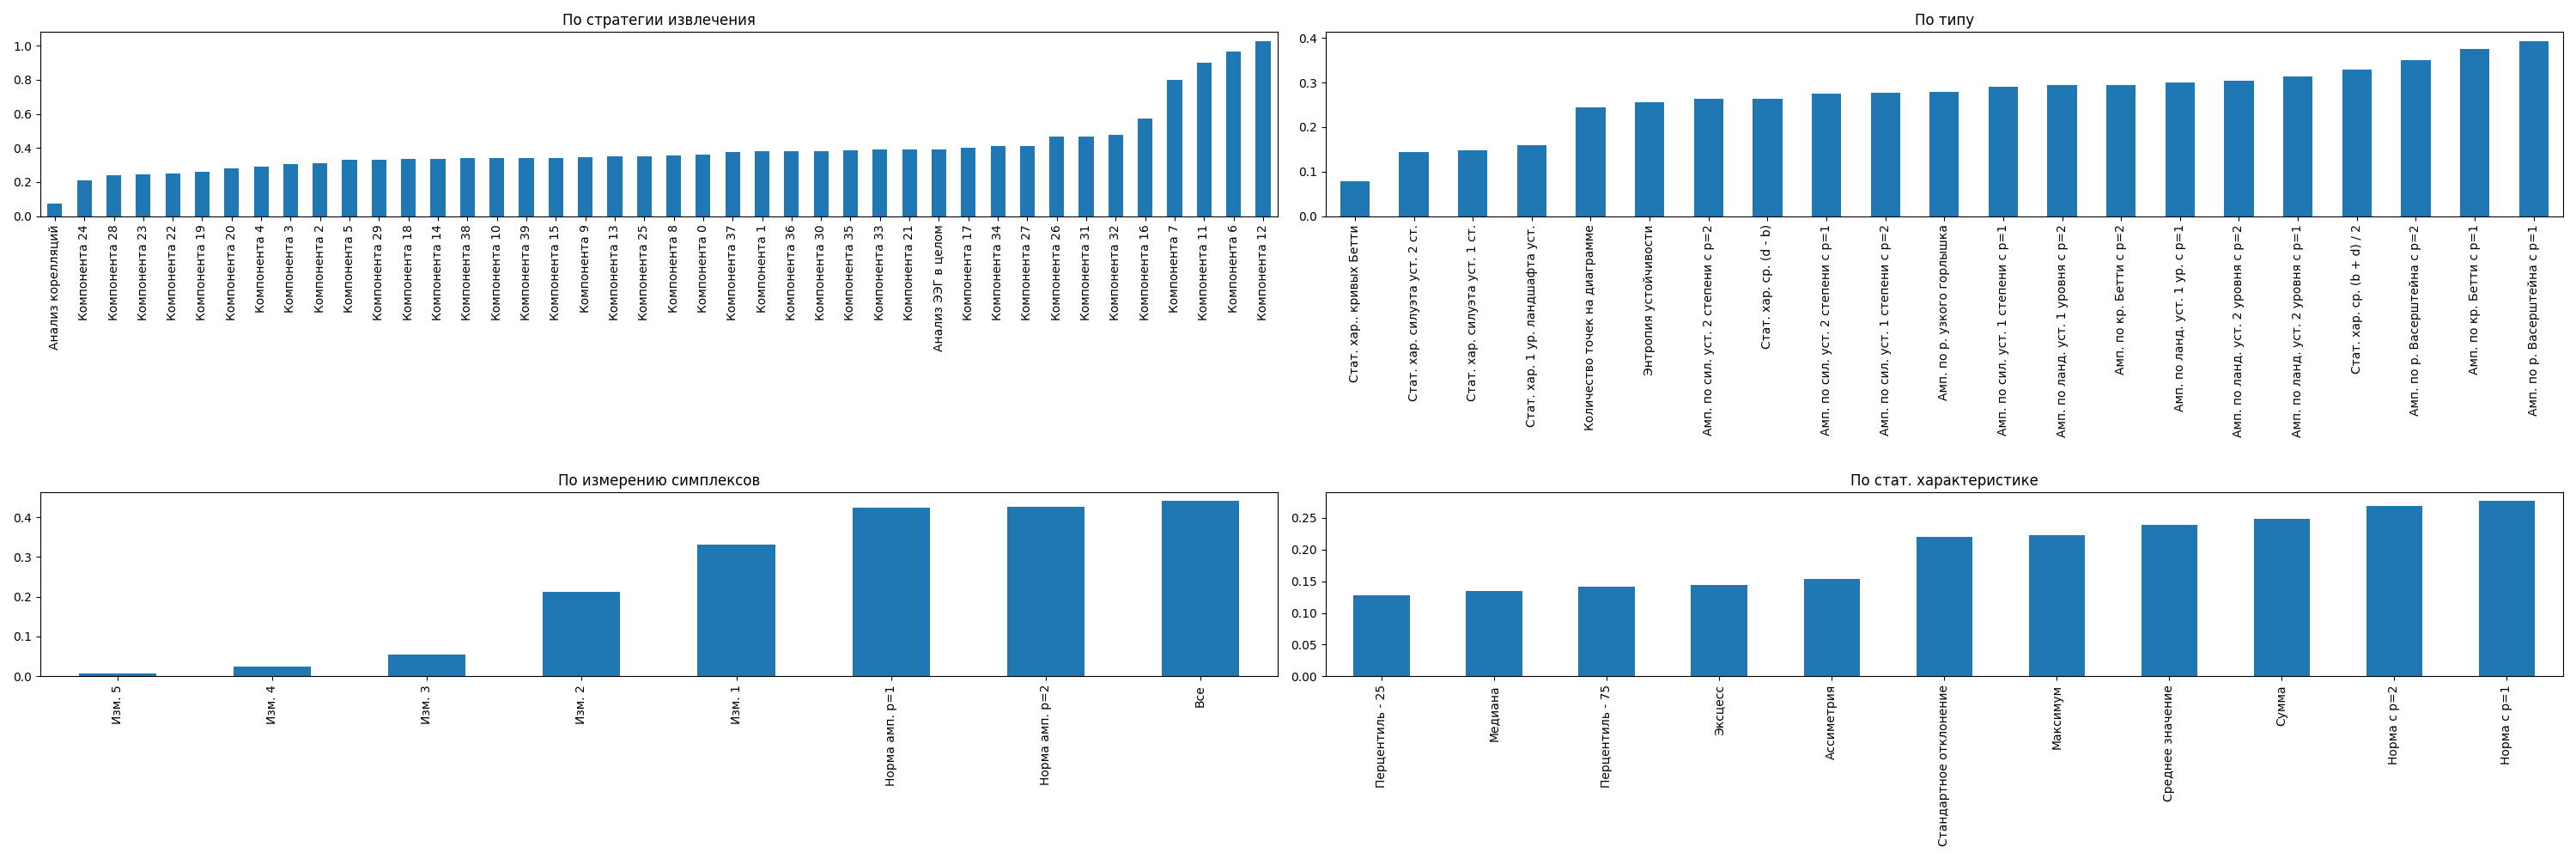 По стратегии извлечения
1.0
0.8
0.6
0.4
0.2
0.0
Анализ корелляций
Компонента 24
Компонента 28
Компонента 23
Компонента 22
Компонента 19
Компонента 20
Компонента 4
Компонента 3
Компонента 2
Компонента 5
Компонента 29
Компонента 18
Компонента 14
Компонента 38
Компонента 10
Компонента 39
Компонента 15
Компонента 9
Компонента 13
Компонента 25
Компонента 8
Компонента 0
Компонента 37
Компонента 1
Компонента 36
Компонента 30
Компонента 35
Компонента 33
Компонента 21
Анализ ЭЭГ в целом
Компонента 17
Компонента 34
Компонента 27
Компонента 26
Компонента 31
Компонента 32
Компонента 16
Компонента 7
Компонента 11
Компонента 6
Компонента 12
По типу
0.4
0.3
0.2
0.1
0.0
Стат. хар.. кривых Бетти
Стат. хар. силуэта уст. 2 ст.
Стат. хар. силуэта уст. 1 ст.
Стат. хар. 1 ур. ландшафта уст.
Количество точек на диаграмме
Энтропия устойчивости
Амп. по сил. уст. 2 степени с p=2
Стат. хар. ср. (d - b)
Амп. по сил. уст. 2 степени с p=1
Амп. по сил. уст. 1 степени с p=2
Амп. по р. узкого горлышка
Амп. по сил. уст. 1 степени с p=1
Амп. по ланд. уст. 1 уровня с p=2
Амп. по кр. Бетти с p=2
Амп. по ланд. уст. 1 ур. с p=1
Амп. по ланд. уст. 2 уровня с p=2
Амп. по ланд. уст. 2 уровня с p=1
Стат. хар. ср. (b + d) / 2
Амп. по р. Васерштейна с p=2
Амп. по кр. Бетти с p=1
Амп. по р. Васерштейна с p=1
По измерению симплексов
0.4
0.3
0.2
0.1
0.0
Изм. 5
Изм. 4
Изм. 3
Изм. 2
Изм. 1
Норма амп. p=1
Норма амп. p=2
Все
По стат. характеристике
0.25
0.20
0.15
0.10
0.05
0.00
Перцентиль - 25
Медиана
Перцентиль - 75
Эксцесс
Ассиметрия
Стандартное отклонение
Максимум
Среднее значение
Сумма
Норма с p=2
Норма с p=1